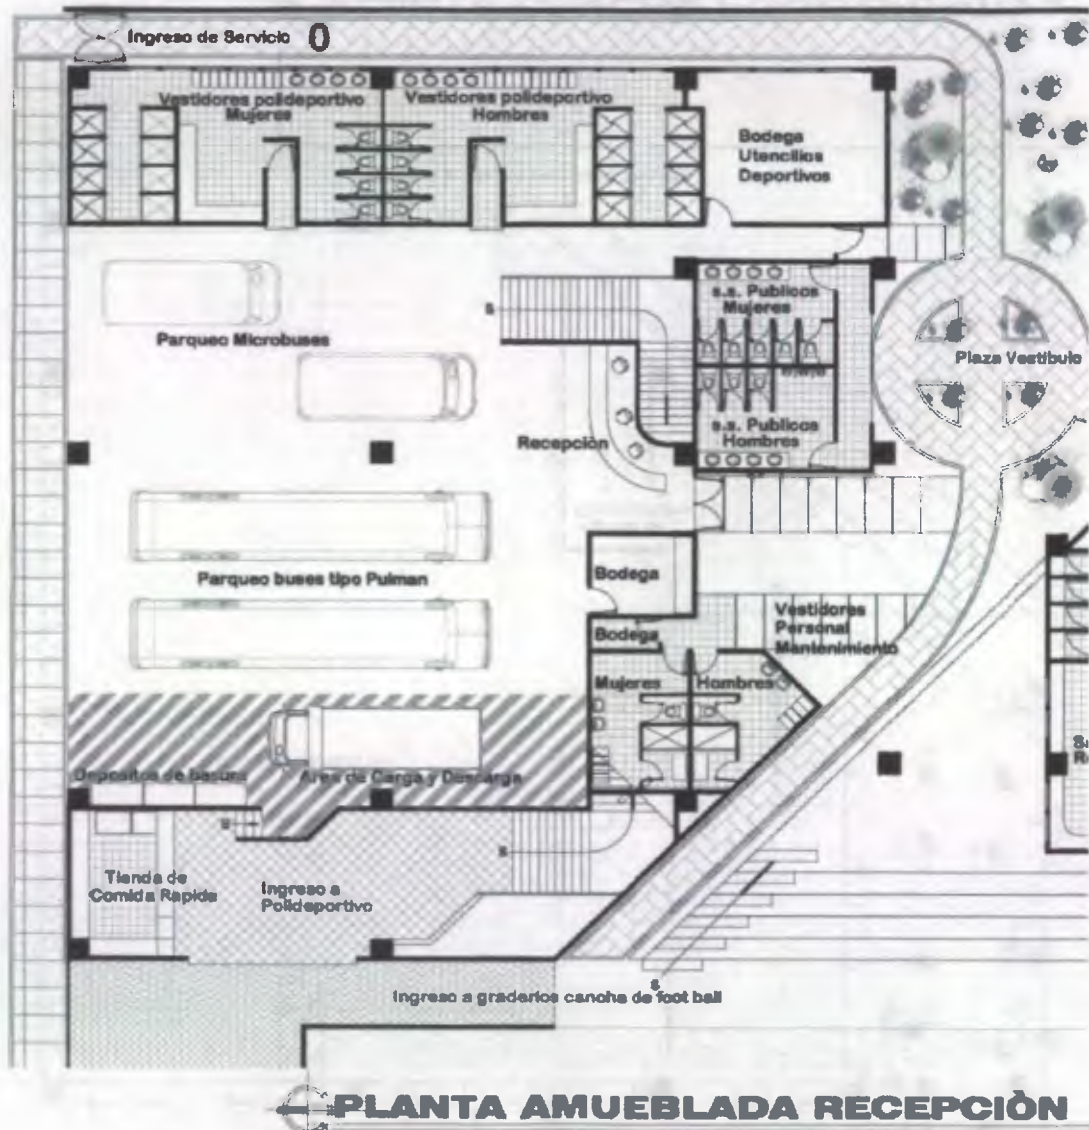 Ingreso de Servicio 0
Vestidores polideportivo
Mujeres
Vestidores polideportivo
Hombres
Bodega
Utencilios
Deportivos
s.s. Publicos
Mujeres
Parqueo Microbuses
Plaza Vestibulo
s
Recepciòn
s.s. Publicos
Hombres
Parqueo buses tipo Pulman
Bodega
Bodega
Vestidores
Personal
Mantenimiento
Mujeres
Hombres
Depositos de basura
Area de Carga y Descarga
s
s
Tienda de
Comida Rapida
Ingreso a
Polideportivo
s
Ingreso a graderios cancha de foot ball
PLANTA AMUEBLADA RECEPCIÒN